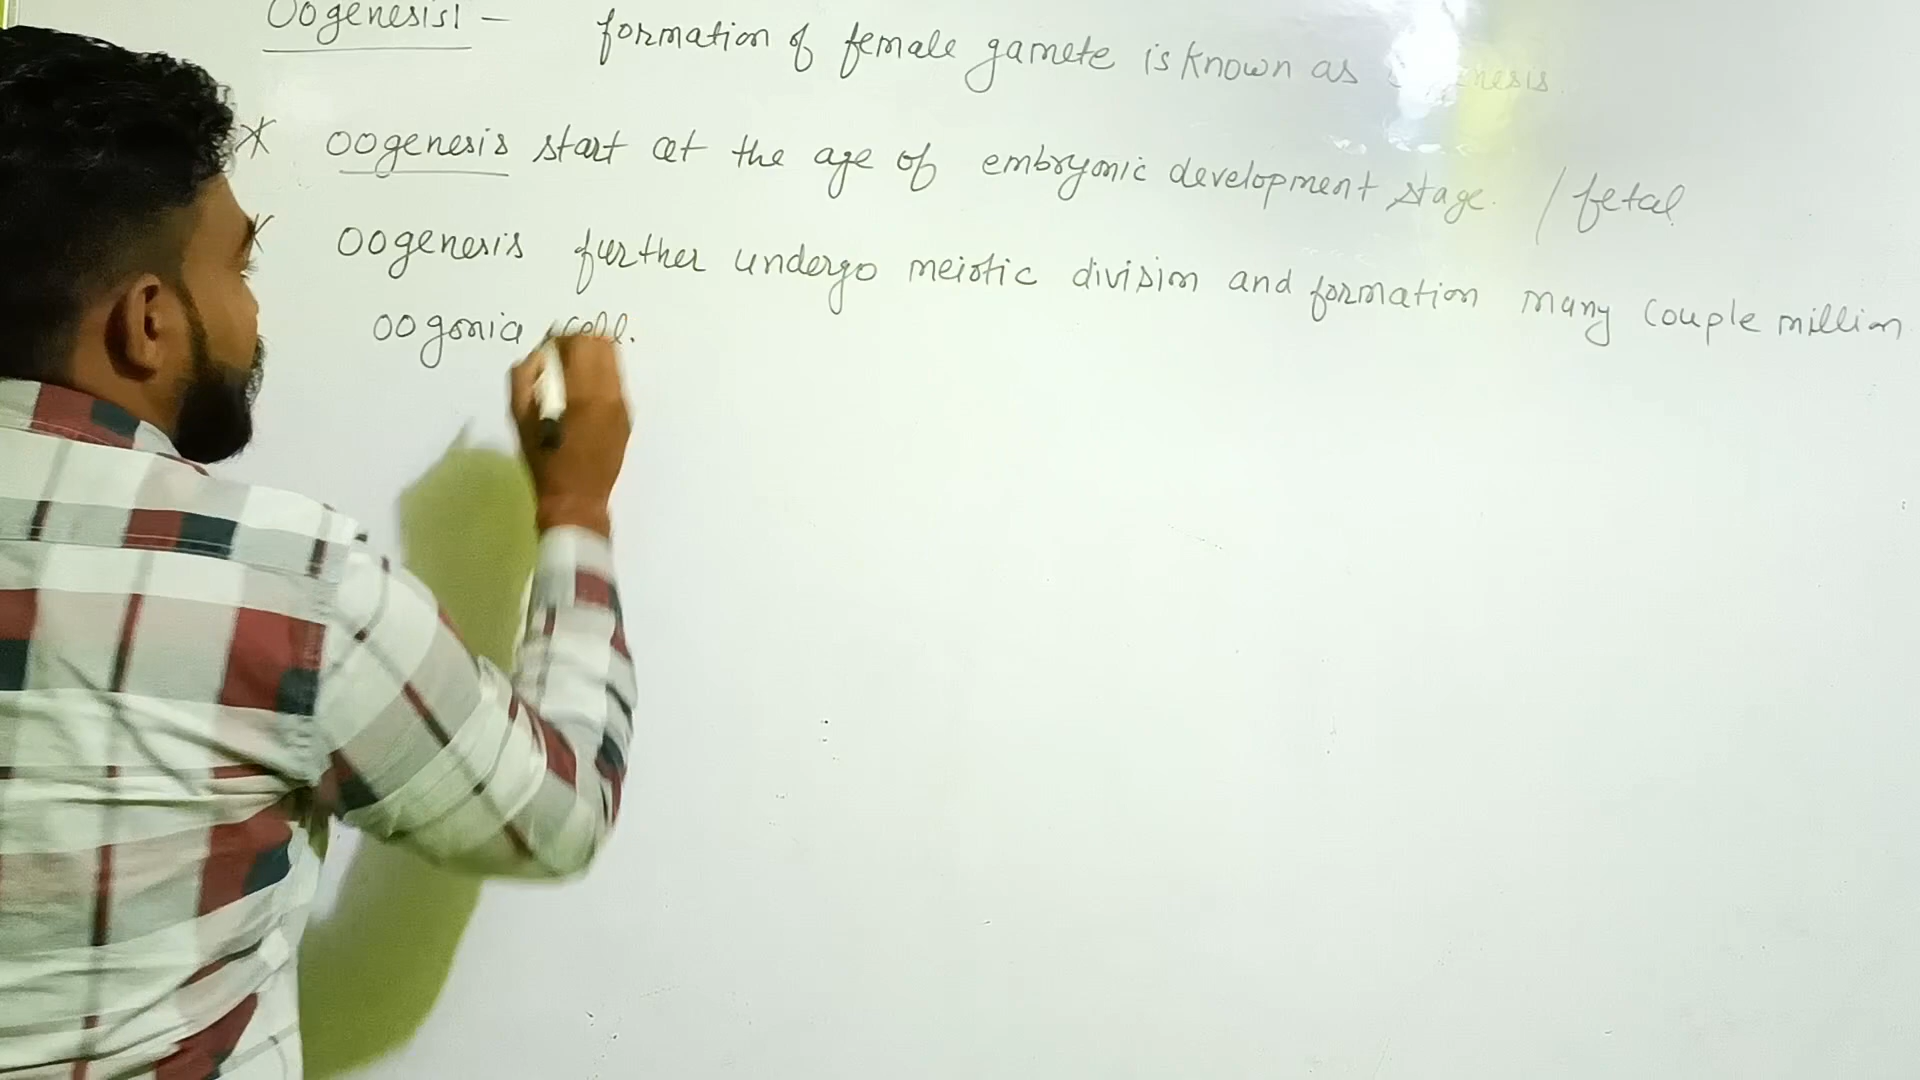 Oogenesis: - formation of female gamete is known as
* oogenesis start at the age of embryonic development stage. / fetal
* Oogenesis further undergo meiotic division and formation many couple million
oogonia cell.